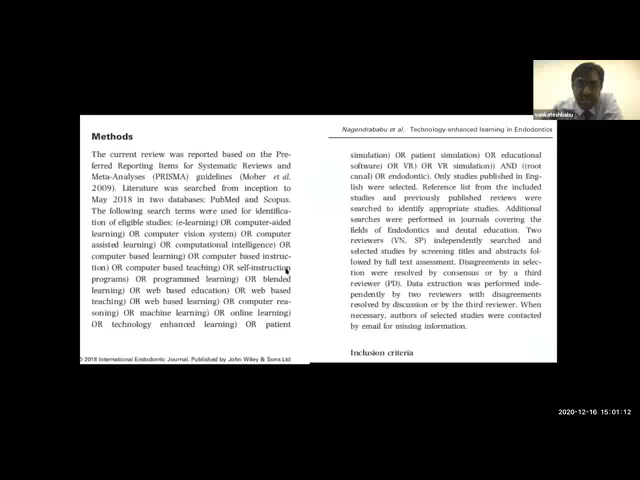 venkateshbabu
Methods
The current review was reported based on the Pre-
ferred Reporting Items for Systematic Reviews and
Meta-Analyses (PRISMA) guidelines (Moher et al.
2009). Literature was searched from inception to
May 2018 in two databases: PubMed and Scopus.
The following search terms were used for identifica-
tion of eligible studies: (e-learning) OR computer-aided
learning) OR computer vision system) OR computer
assisted learning) OR computational intelligence) OR
computer based learning) OR computer based instruc-
tion) OR computer based teaching) OR self-instruction
programs) OR programmed learning) OR blended
learning) OR web based education) OR web based
teaching) OR web based learning) OR computer rea-
soning) OR machine learning) OR online learning)
OR technology enhanced learning) OR patient
© 2018 International Endodontic Journal. Published by John Wiley & Sons Ltd
Nagendrababu et al. Technology-enhanced learning in Endodontics
simulation) OR patient simulation) OR educational
software) OR VR) OR VR simulation)) AND ((root
canal) OR endodontic). Only studies published in Eng-
lish were selected. Reference list from the included
studies and previously published reviews were
searched to identify appropriate studies. Additional
searches were performed in journals covering the
fields of Endodontics and dental education. Two
reviewers (VN, SP) independently searched and
selected studies by screening titles and abstracts fol-
lowed by full text assessment. Disagreements in selec-
tion were resolved by consensus or by a third
reviewer (PD). Data extraction was performed inde-
pendently by two reviewers with disagreements
resolved by discussion or by the third reviewer. When
necessary, authors of selected studies were contacted
by email for missing information.
Inclusion criteria
2020-12-16 15:01:12